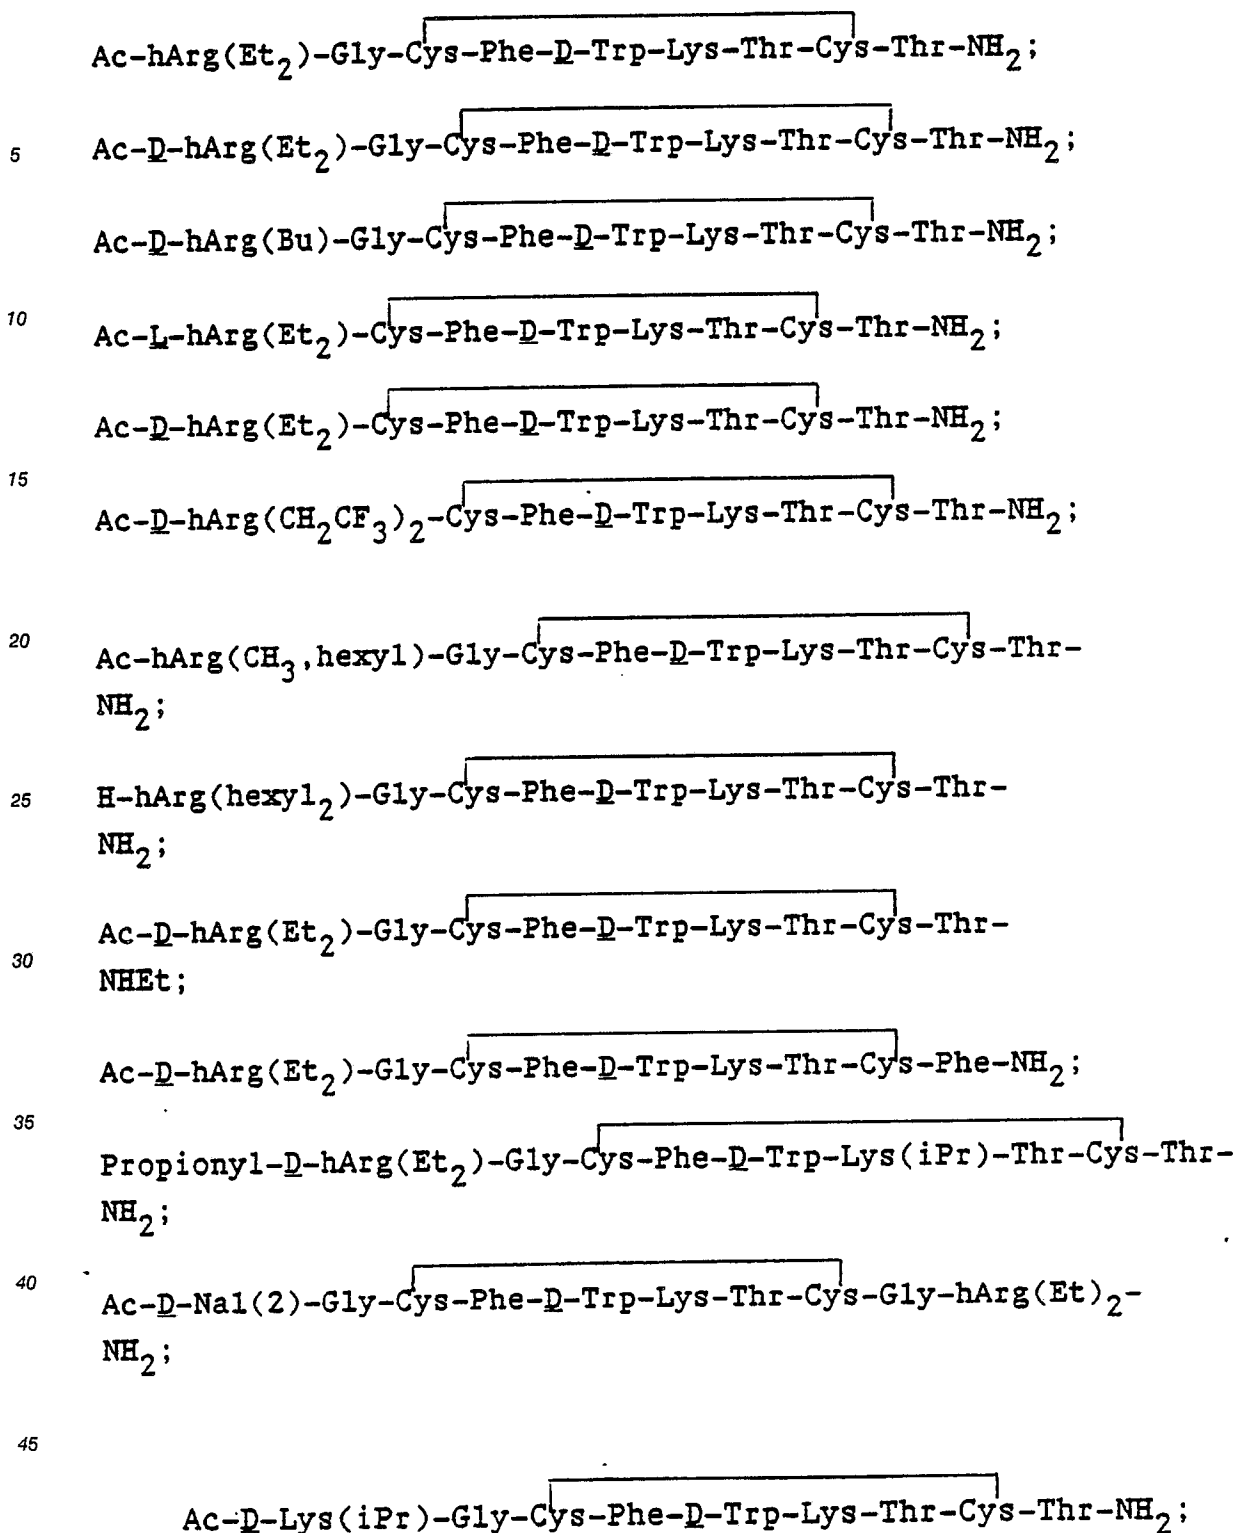 Ac-hArg(Et2)-Gly-Cys-Phe-D-Trp-Lys-Thr-Cys-Thr-NH2;
5 Ac-D-hArg(Et2)-Gly-Cys-Phe-D-Trp-Lys-Thr-Cys-Thr-NH2;
Ac-D-hArg(Bu)-Gly-Cys-Phe-D-Trp-Lys-Thr-Cys-Thr-NH2;
10 Ac-L-hArg(Et2)-Cys-Phe-D-Trp-Lys-Thr-Cys-Thr-NH2;
Ac-D-hArg(Et2)-Cys-Phe-D-Trp-Lys-Thr-Cys-Thr-NH2;
15
Ac-D-hArg(CH2CF3)2-Cys-Phe-D-Trp-Lys-Thr-Cys-Thr-NH2;
20 Ac-hArg(CH3,hexyl)-Gly-Cys-Phe-D-Trp-Lys-Thr-Cys-Thr-
NH2;
25 H-hArg(hexyl2)-Gly-Cys-Phe-D-Trp-Lys-Thr-Cys-Thr-
NH2;
Ac-D-hArg(Et2)-Gly-Cys-Phe-D-Trp-Lys-Thr-Cys-Thr-
30 NHEt;
Ac-D-hArg(Et2)-Gly-Cys-Phe-D-Trp-Lys-Thr-Cys-Phe-NH2;
35
Propionyl-D-hArg(Et2)-Gly-Cys-Phe-D-Trp-Lys(iPr)-Thr-Cys-Thr-
NH2;
40 Ac-D-Nal(2)-Gly-Cys-Phe-D-Trp-Lys-Thr-Cys-Gly-hArg(Et)2-
NH2;
45
Ac-D-Lys(iPr)-Gly-Cys-Phe-D-Trp-Lys-Thr-Cys-Thr-NH2;